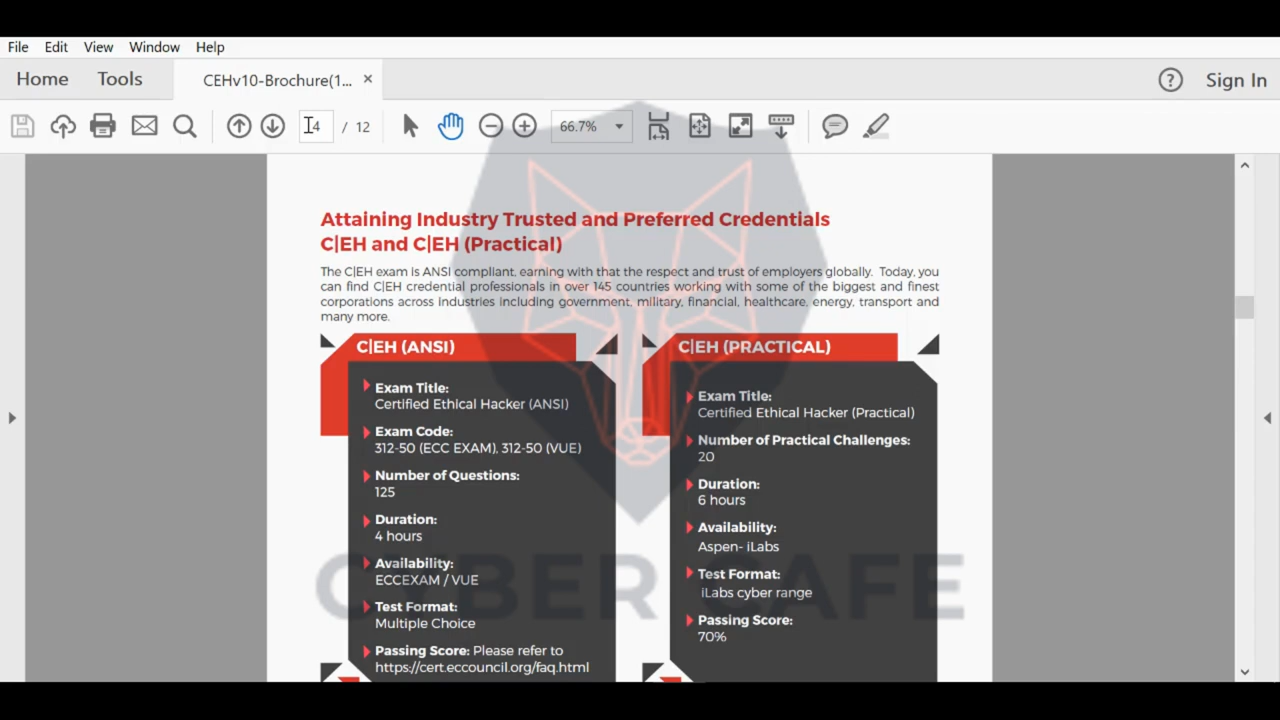 File Edit View Window Help
Home Tools CEHv10-Brochure(1... × ? Sign In
4 / 12 66.7%
Attaining Industry Trusted and Preferred Credentials
C|EH and C|EH (Practical)
The C|EH exam is ANSI compliant, earning with that the respect and trust of employers globally. Today, you
can find C|EH credential professionals in over 145 countries working with some of the biggest and finest
corporations across industries including government, military, financial, healthcare, energy, transport and
many more.
C|EH (ANSI)
Exam Title:
Certified Ethical Hacker (ANSI)
Exam Code:
312-50 (ECC EXAM), 312-50 (VUE)
Number of Questions:
125
Duration:
4 hours
Availability:
ECCEXAM / VUE
Test Format:
Multiple Choice
Passing Score: Please refer to
https://cert.eccouncil.org/faq.html
C|EH (PRACTICAL)
Exam Title:
Certified Ethical Hacker (Practical)
Number of Practical Challenges:
20
Duration:
6 hours
Availability:
Aspen- iLabs
Test Format:
iLabs cyber range
Passing Score:
70%
CYBER CAFE